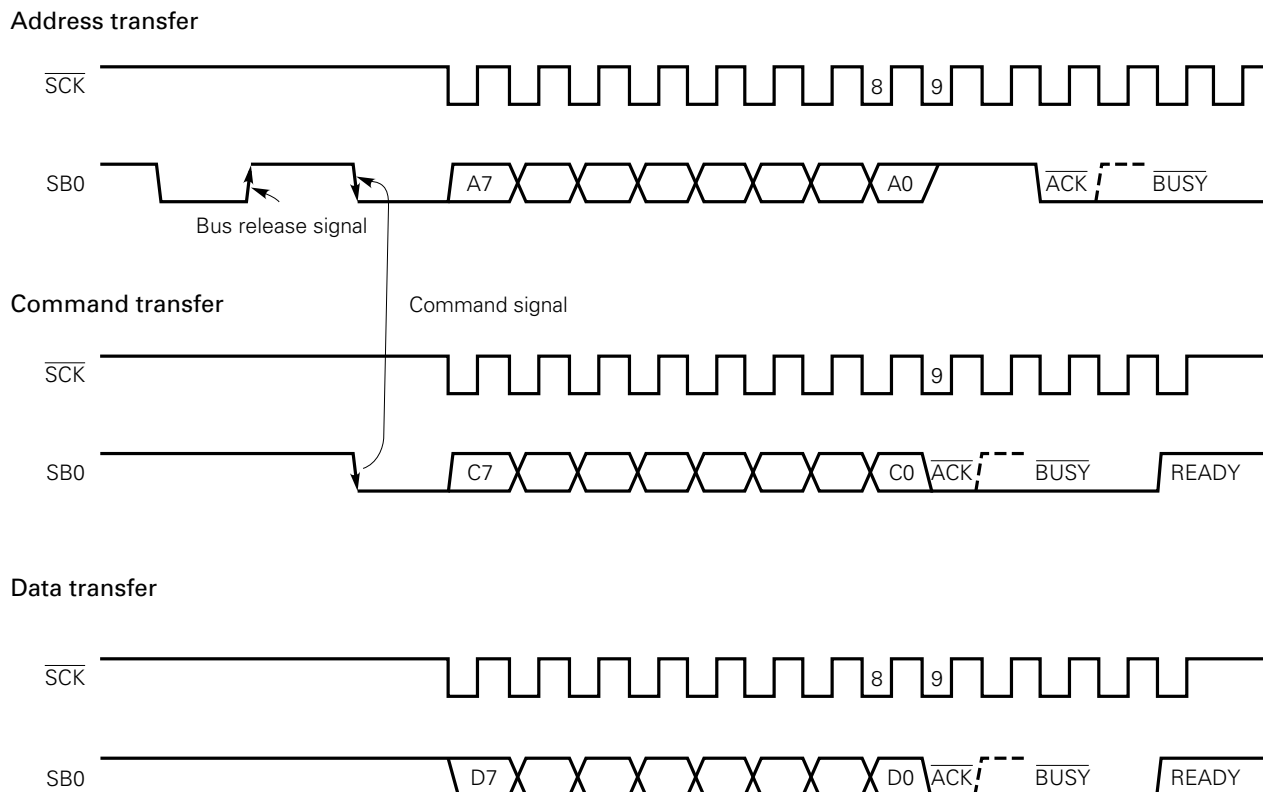 Address transfer
SCK 8 9
SB0 A7 A0 ACK BUSY
Bus release signal
Command transfer Command signal
SCK 9
SB0 C7 C0 ACK BUSY READY
Data transfer
SCK 8 9
SB0 D7 D0 ACK BUSY READY